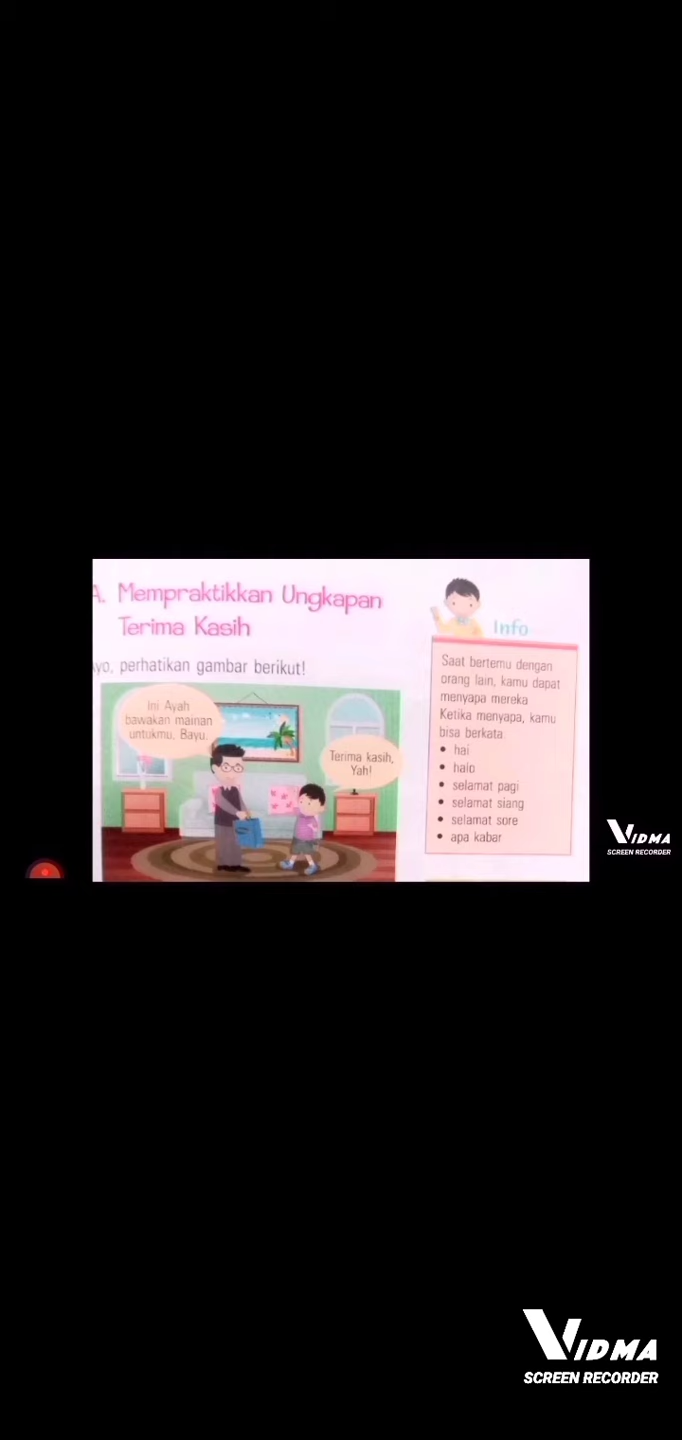 A. Mempraktikkan Ungkapan
Terima Kasih
Ayo, perhatikan gambar berikut!
Ini Ayah
bawakan mainan
untukmu, Bayu.
Terima kasih,
Yah!
Info
Saat bertemu dengan
orang lain, kamu dapat
menyapa mereka
Ketika menyapa, kamu
bisa berkata
• hai
• halo
• selamat pagi
• selamat siang
• selamat sore
• apa kabar
VIDMA
SCREEN RECORDER
VIDMA
SCREEN RECORDER